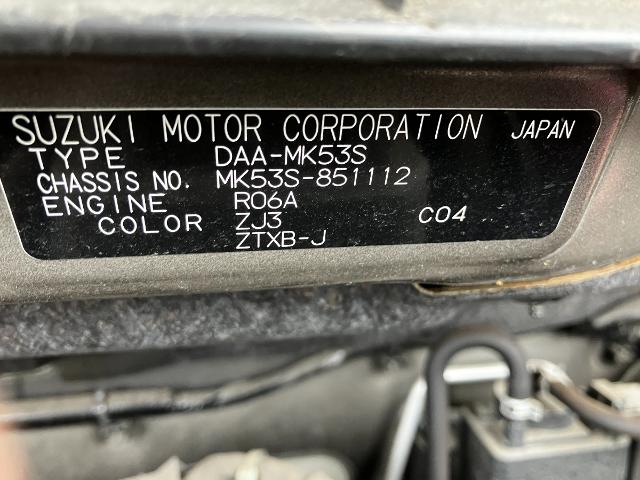 SUZUKI MOTOR CORPORATION JAPAN
TYPE DAA-MK53S
CHASSIS NO. MK53S-851112
ENGINE R06A
COLOR ZJ3 C04
ZTXB-J